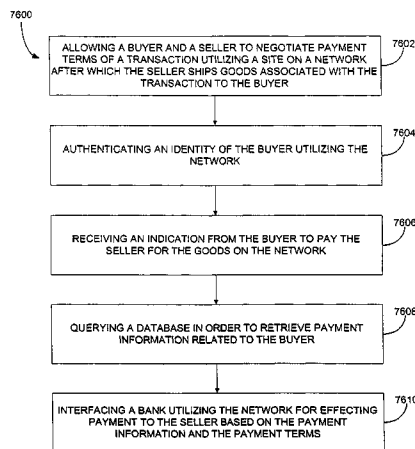 7600
ALLOWING A BUYER AND A SELLER TO NEGOTIATE PAYMENT
TERMS OF A TRANSACTION UTILIZING A SITE ON A NETWORK
AFTER WHICH THE SELLER SHIPS GOODS ASSOCIATED WITH THE
TRANSACTION TO THE BUYER
7602
AUTHENTICATING AN IDENTITY OF THE BUYER UTILIZING THE
NETWORK
7604
RECEIVING AN INDICATION FROM THE BUYER TO PAY THE
SELLER FOR THE GOODS ON THE NETWORK
7606
QUERYING A DATABASE IN ORDER TO RETRIEVE PAYMENT
INFORMATION RELATED TO THE BUYER
7608
INTERFACING A BANK UTILIZING THE NETWORK FOR EFFECTING
PAYMENT TO THE SELLER BASED ON THE PAYMENT
INFORMATION AND THE PAYMENT TERMS
7610